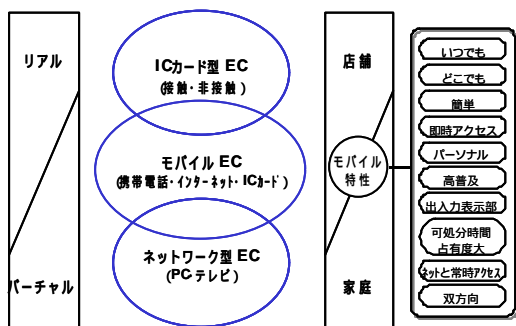 リアル
バーチャル
ICカード型 EC
(接触・非接触)
モバイル EC
(携帯電話・インターネット・ICカード)
ネットワーク型 EC
(PC テレビ)
店舗
モバイル
特性
家庭
いつでも
どこでも
簡単
即時アクセス
パーソナル
高普及
出入力表示部
可処分時間
占有度大
ネットと常時アクセス
双方向